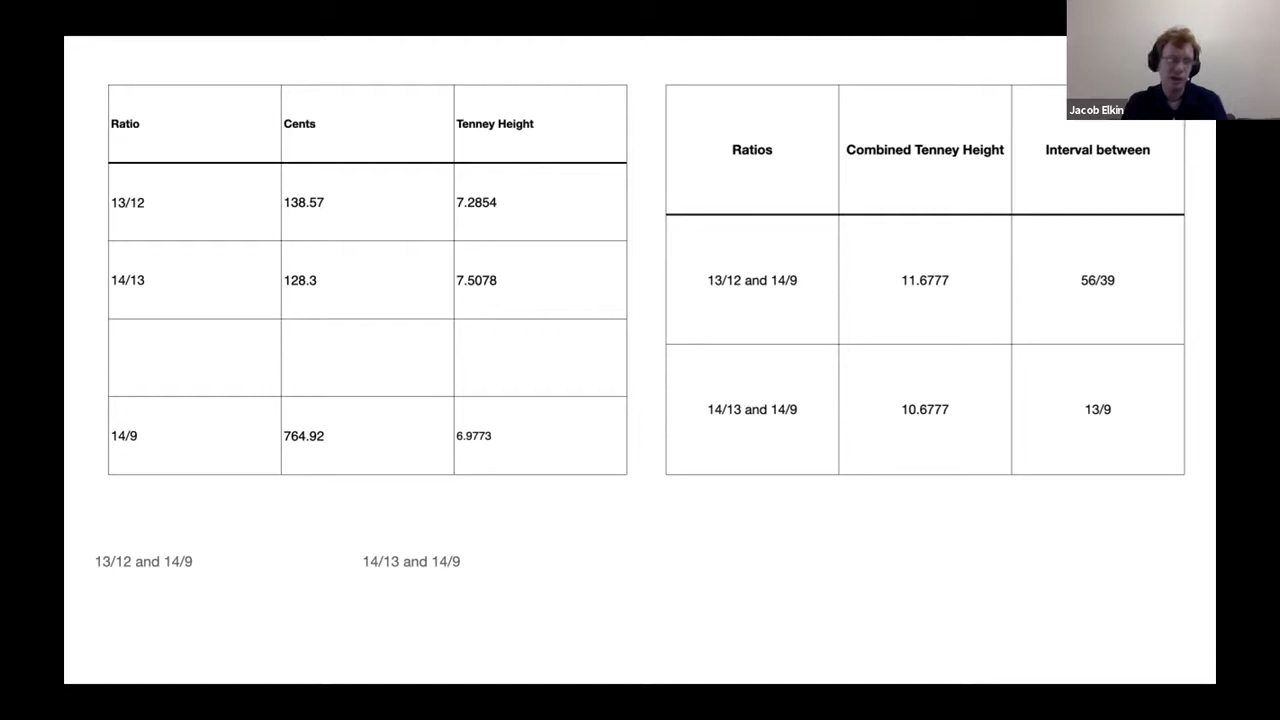 Ratio Cents Tenney Height
13/12 138.57 7.2854
14/13 128.3 7.5078
14/9 764.92 6.9773
Ratios Combined Tenney Height Interval between
13/12 and 14/9 11.6777 56/39
14/13 and 14/9 10.6777 13/9
13/12 and 14/9 14/13 and 14/9
Jacob Elkin